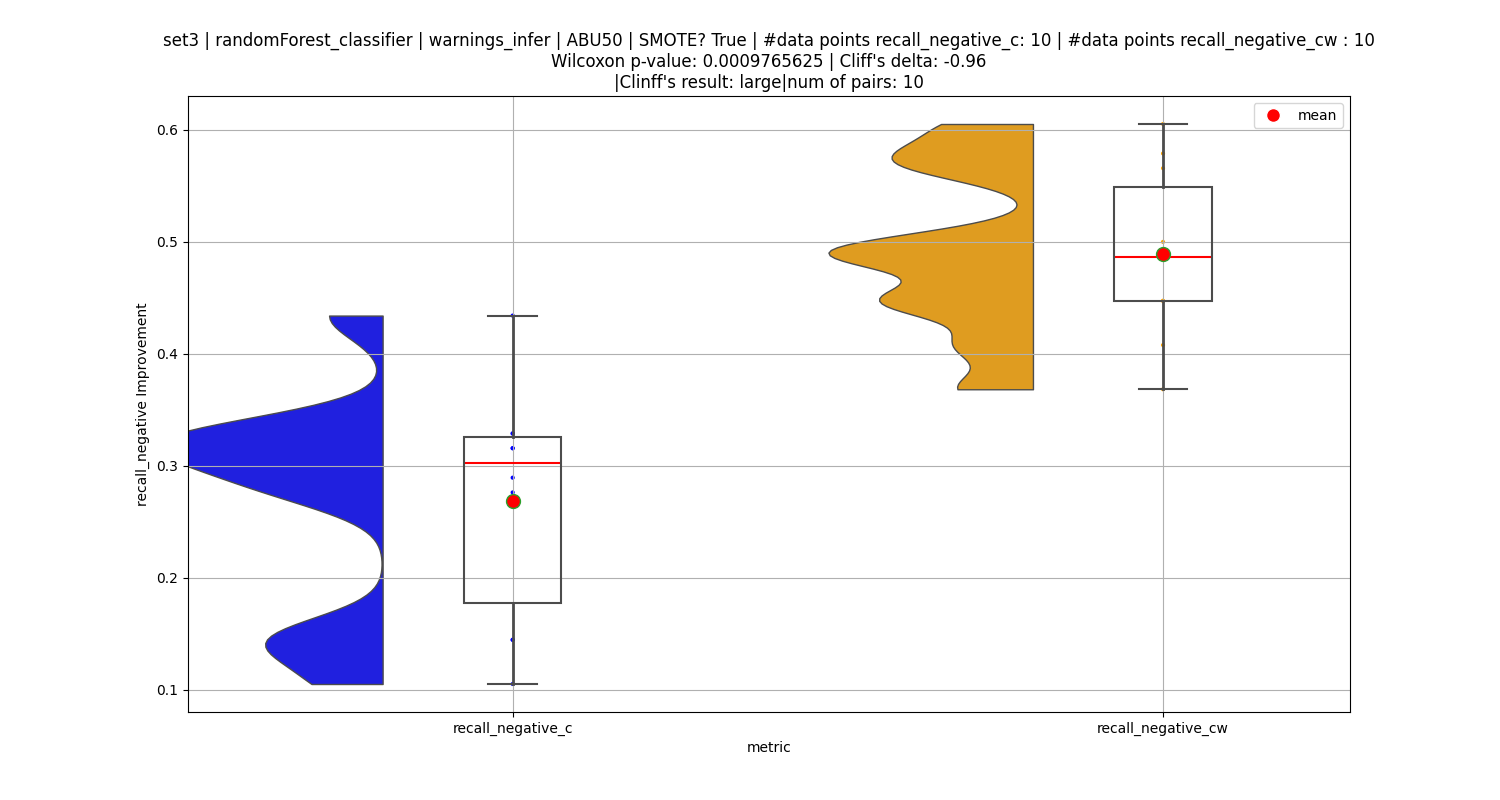 set3 | randomForest_classifier | warnings_infer | ABU50 | SMOTE? True | #data points recall_negative_c: 10 | #data points recall_negative_cw : 10
Wilcoxon p-value: 0.0009765625 | Cliff's delta: -0.96
|Clinff's result: large|num of pairs: 10
mean
0.6
0.5
0.4
0.3
0.2
0.1
recall_negative Improvement
recall_negative_c
recall_negative_cw
metric